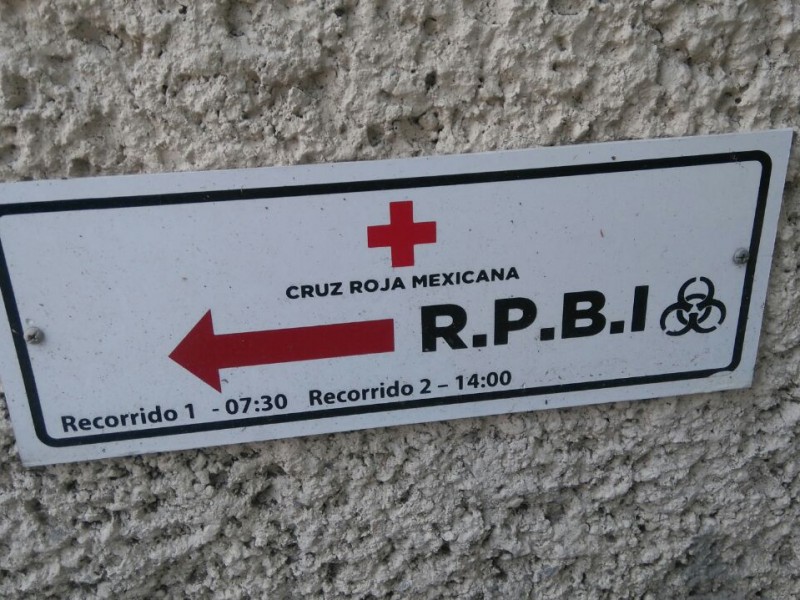 CRUZ ROJA MEXICANA
R.P.B.I
Recorrido 1 - 07:30 Recorrido 2 – 14:00